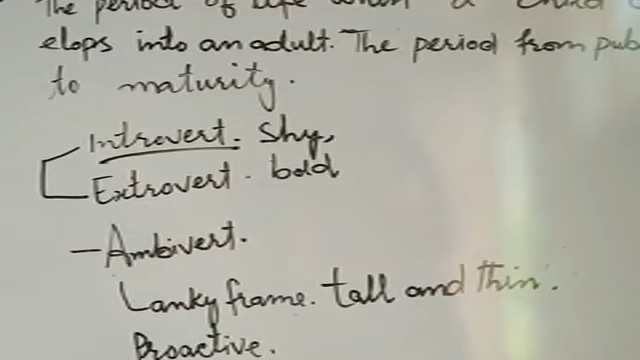 The period of life when a child
elops into an adult. The period from pub
to maturity.
Introvert. Shy,
Extrovert. bold
— Ambivert.
Lanky frame. tall and thin.
Proactive.